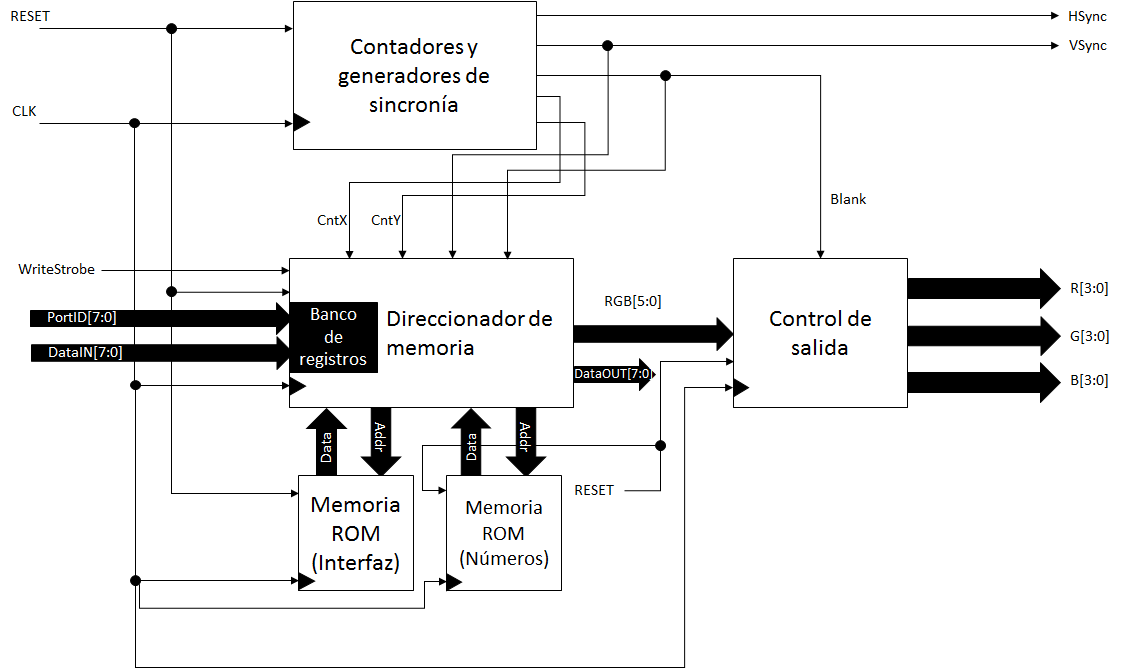 RESET
HSync
VSync
Contadores y
generadores de
sincronía
CLK
CntX
CntY
Blank
WriteStrobe
PortID[7:0]
DataIN[7:0]
Banco
de
registros
Direccionador de
memoria
RGB[5:0]
DataOUT[7:0]
Control de
salida
R[3:0]
G[3:0]
B[3:0]
Data
Addr
Data
Addr
RESET
Memoria
ROM
(Interfaz)
Memoria
ROM
(Números)